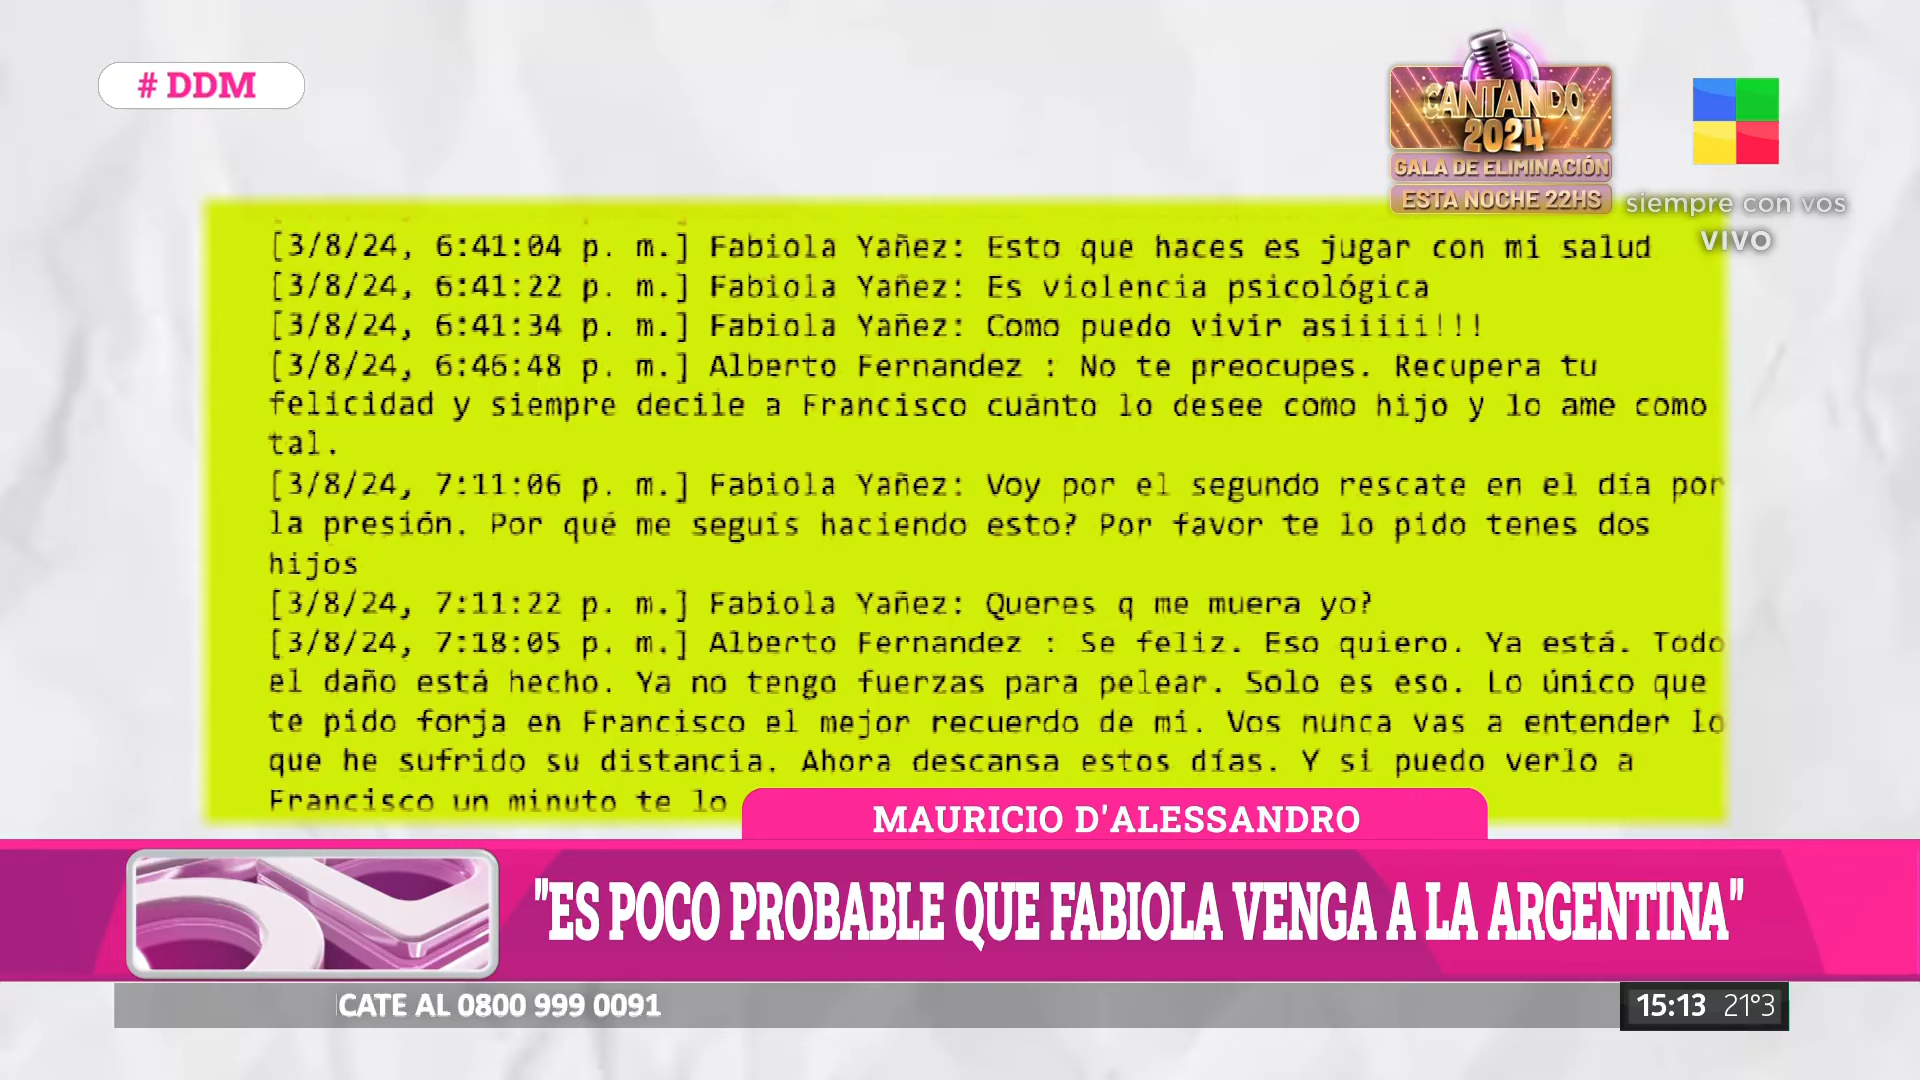 # DDM
CANTANDO
2024
GALA DE ELIMINACIÓN
ESTA NOCHE 22HS
siempre con vos
VIVO
[3/8/24, 6:41:04 p. m.] Fabiola Yañez: Esto que haces es jugar con mi salud
[3/8/24, 6:41:22 p. m.] Fabiola Yañez: Es violencia psicológica
[3/8/24, 6:41:34 p. m.] Fabiola Yañez: Como puedo vivir asiiiii!!!
[3/8/24, 6:46:48 p. m.] Alberto Fernandez : No te preocupes. Recupera tu
felicidad y siempre decile a Francisco cuánto lo desee como hijo y lo ame como
tal.
[3/8/24, 7:11:06 p. m.] Fabiola Yañez: Voy por el segundo rescate en el día por
la presión. Por qué me seguis haciendo esto? Por favor te lo pido tenes dos
hijos
[3/8/24, 7:11:22 p. m.] Fabiola Yañez: Queres q me muera yo?
[3/8/24, 7:18:05 p. m.] Alberto Fernandez : Se feliz. Eso quiero. Ya está. Todo
el daño está hecho. Ya no tengo fuerzas para pelear. Solo es eso. Lo único que
te pido forja en Francisco el mejor recuerdo de mi. Vos nunca vas a entender lo
que he sufrido su distancia. Ahora descansa estos días. Y si puedo verlo a
Francisco un minuto te lo
MAURICIO D'ALESSANDRO
"ES POCO PROBABLE QUE FABIOLA VENGA A LA ARGENTINA"
CATE AL 0800 999 0091
15:13 21°3